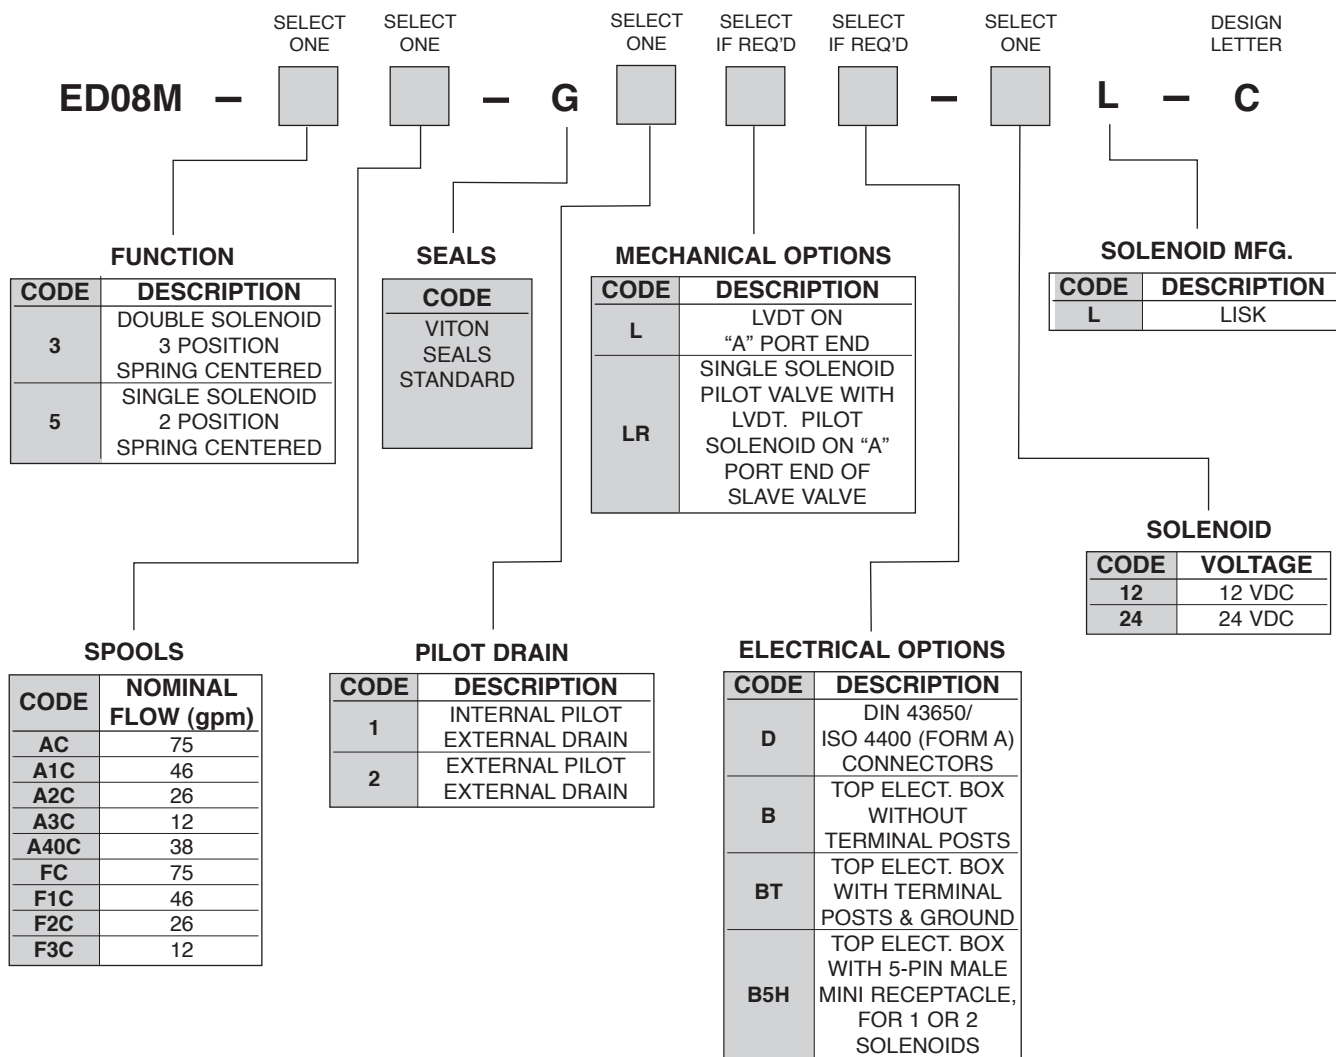 SELECT ONE
SELECT ONE
SELECT ONE
SELECT IF REQ'D
SELECT IF REQ'D
SELECT ONE
DESIGN LETTER
ED08M – – G – L – C
FUNCTION
CODE DESCRIPTION
3 DOUBLE SOLENOID
3 POSITION
SPRING CENTERED
5 SINGLE SOLENOID
2 POSITION
SPRING CENTERED
SEALS
CODE
VITON
SEALS
STANDARD
MECHANICAL OPTIONS
CODE DESCRIPTION
L LVDT ON
“A” PORT END
LR SINGLE SOLENOID
PILOT VALVE WITH
LVDT. PILOT
SOLENOID ON “A”
PORT END OF
SLAVE VALVE
SOLENOID MFG.
CODE DESCRIPTION
L LISK
SOLENOID
CODE VOLTAGE
12 12 VDC
24 24 VDC
SPOOLS
CODE NOMINAL
FLOW (gpm)
AC 75
A1C 46
A2C 26
A3C 12
A40C 38
FC 75
F1C 46
F2C 26
F3C 12
PILOT DRAIN
CODE DESCRIPTION
1 INTERNAL PILOT
EXTERNAL DRAIN
2 EXTERNAL PILOT
EXTERNAL DRAIN
ELECTRICAL OPTIONS
CODE DESCRIPTION
D DIN 43650/
ISO 4400 (FORM A)
CONNECTORS
B TOP ELECT. BOX
WITHOUT
TERMINAL POSTS
BT TOP ELECT. BOX
WITH TERMINAL
POSTS & GROUND
B5H TOP ELECT. BOX
WITH 5-PIN MALE
MINI RECEPTACLE,
FOR 1 OR 2
SOLENOIDS